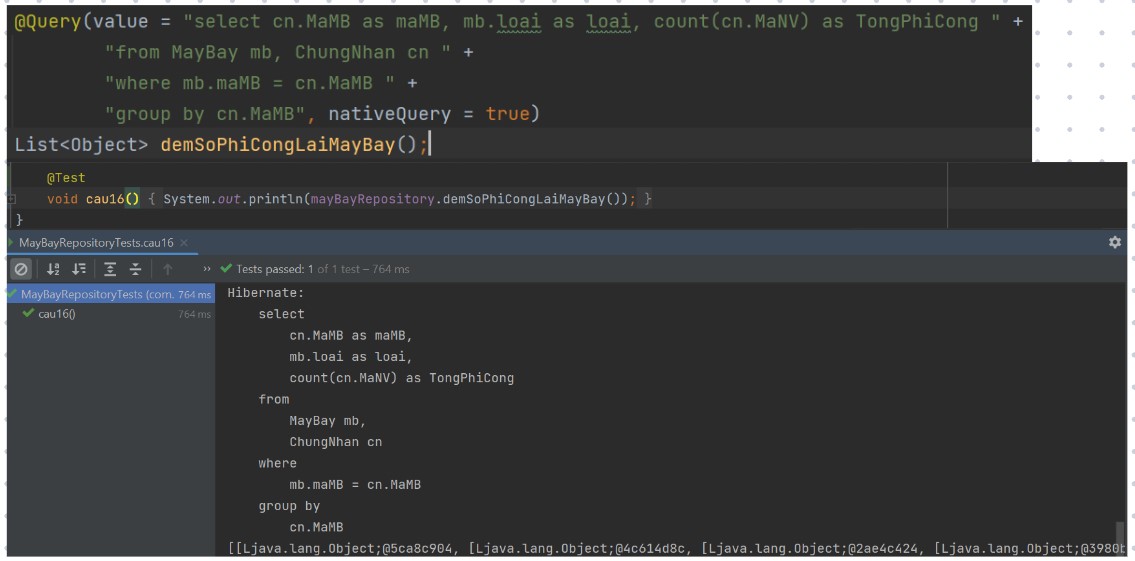 @Query(value = "select cn.MaMB as maMB, mb.loai as loai, count(cn.MaNV) as TongPhiCong " +
"from MayBay mb, ChungNhan cn " +
"where mb.maMB = cn.MaMB " +
"group by cn.MaMB", nativeQuery = true)
List<Object> demSoPhiCongLaiMayBay();
@Test
void cau16() { System.out.println(mayBayRepository.demSoPhiCongLaiMayBay()); }
}
MayBayRepositoryTests.cau16 ×
» Tests passed: 1 of 1 test – 764 ms
MayBayRepositoryTests (com. 764 ms
cau16() 764 ms
Hibernate:
select
cn.MaMB as maMB,
mb.loai as loai,
count(cn.MaNV) as TongPhiCong
from
MayBay mb,
ChungNhan cn
where
mb.maMB = cn.MaMB
group by
cn.MaMB
[[Ljava.lang.Object;@5ca8c904, [Ljava.lang.Object;@4c614d8c, [Ljava.lang.Object;@2ae4c424, [Ljava.lang.Object;@3980